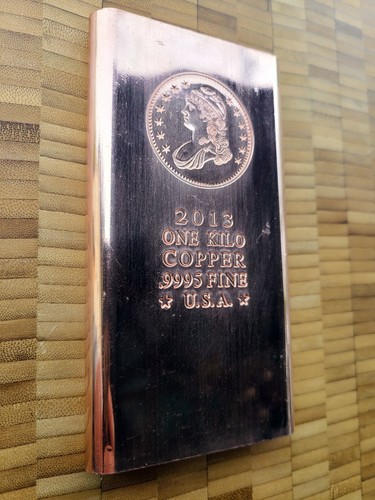 2013
ONE KILO
COPPER
.9995 FINE
★ U.S.A. ★